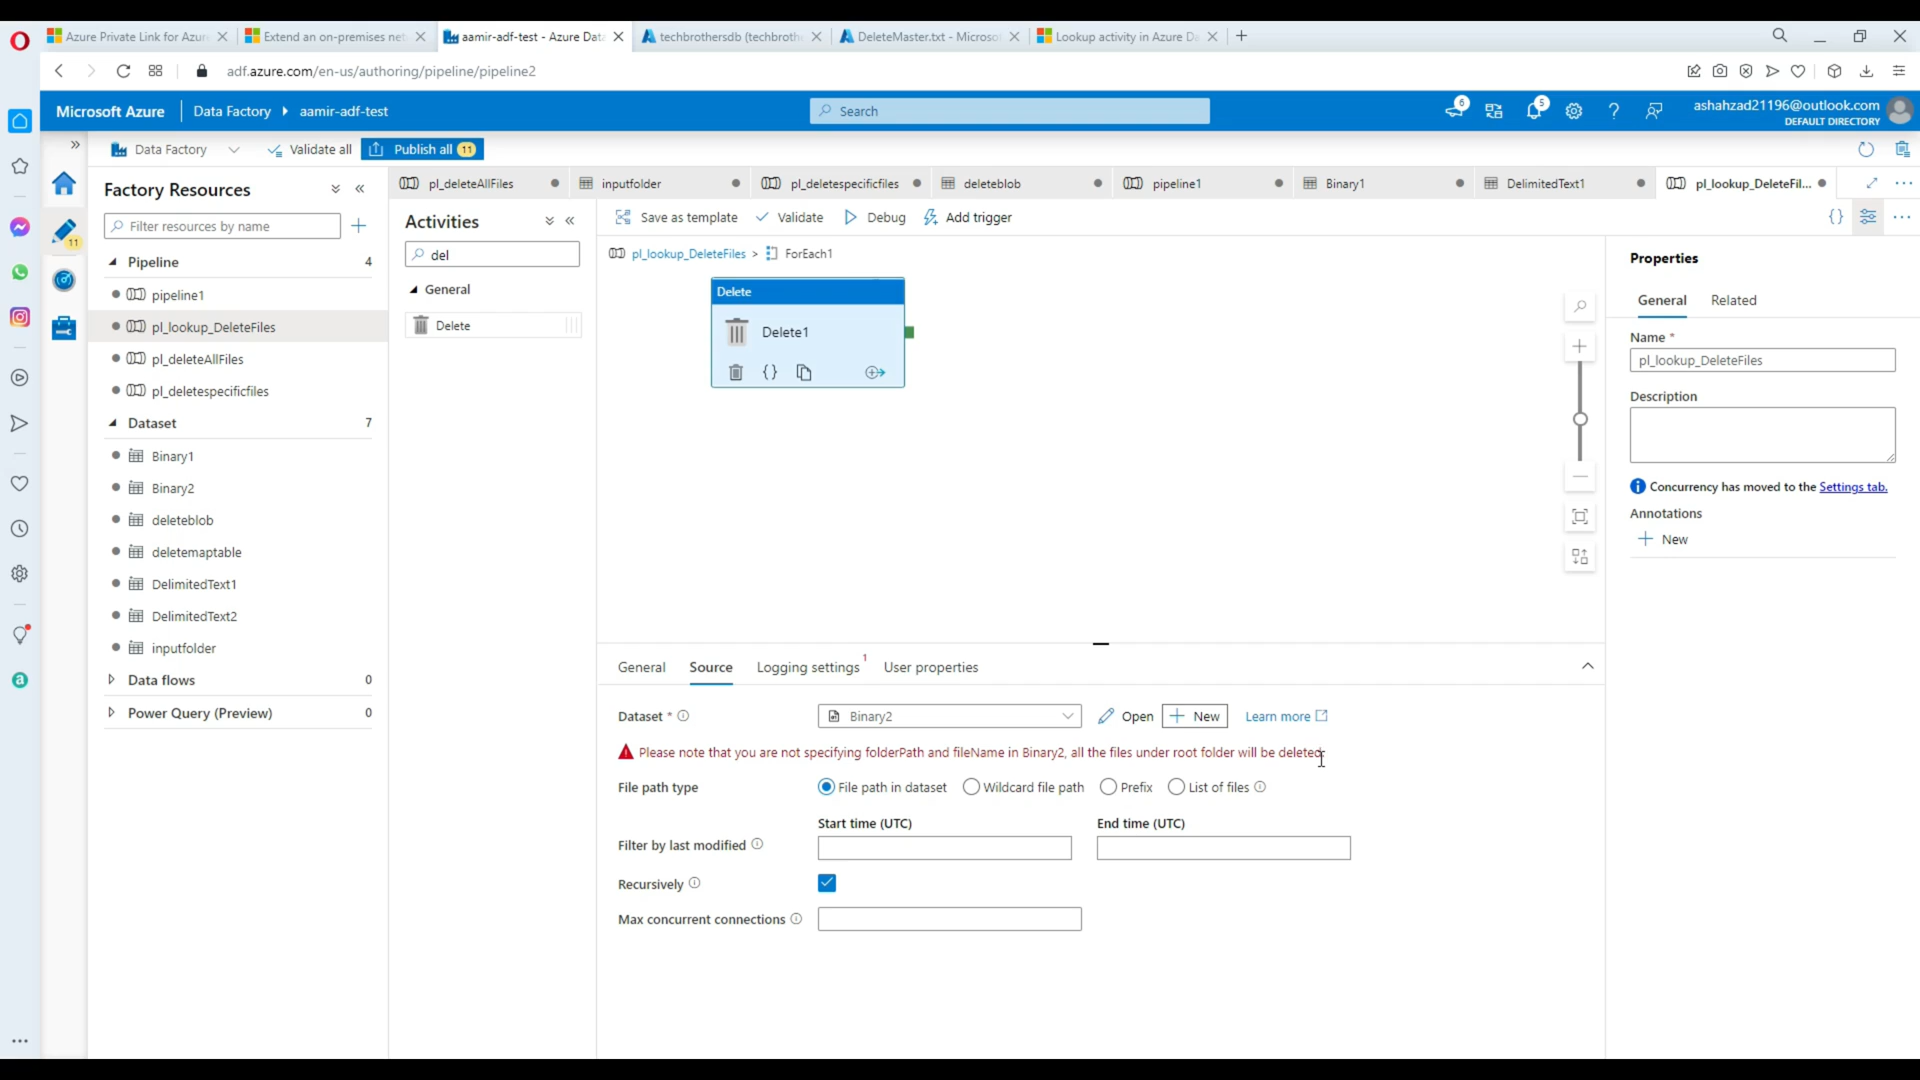 Azure Private Link for Azur
Extend an on-premises net
aamir-adf-test - Azure Data
techbrothersdb (techbroth
DeleteMaster.txt - Microso
Lookup activity in Azure Da
adf.azure.com/en-us/authoring/pipeline/pipeline2
Microsoft Azure
Data Factory
aamir-adf-test
Search
6
5
ashahzad21196@outlook.com
DEFAULT DIRECTORY
Data Factory
Validate all
Publish all 11
11
Factory Resources
Filter resources by name
Pipeline 4
pipeline1
pl_lookup_DeleteFiles
pl_deleteAllFiles
pl_deletespecificfiles
Dataset 7
Binary1
Binary2
deleteblob
deletemaptable
DelimitedText1
DelimitedText2
inputfolder
Data flows 0
Power Query (Preview) 0
pl_deleteAllFiles
inputfolder
pl_deletespecificfiles
deleteblob
pipeline1
Binary1
DelimitedText1
pl_lookup_DeleteFil...
Activities
del
General
Delete
Save as template
Validate
Debug
Add trigger
pl_lookup_DeleteFiles > ForEach1
Delete
Delete1
General
Source
Logging settings 1
User properties
Dataset *
Binary2
Open
New
Learn more
Please note that you are not specifying folderPath and fileName in Binary2, all the files under root folder will be deleted
File path type
File path in dataset
Wildcard file path
Prefix
List of files
Start time (UTC)
End time (UTC)
Filter by last modified
Recursively
Max concurrent connections
Properties
General
Related
Name *
pl_lookup_DeleteFiles
Description
Concurrency has moved to the Settings tab.
Annotations
New